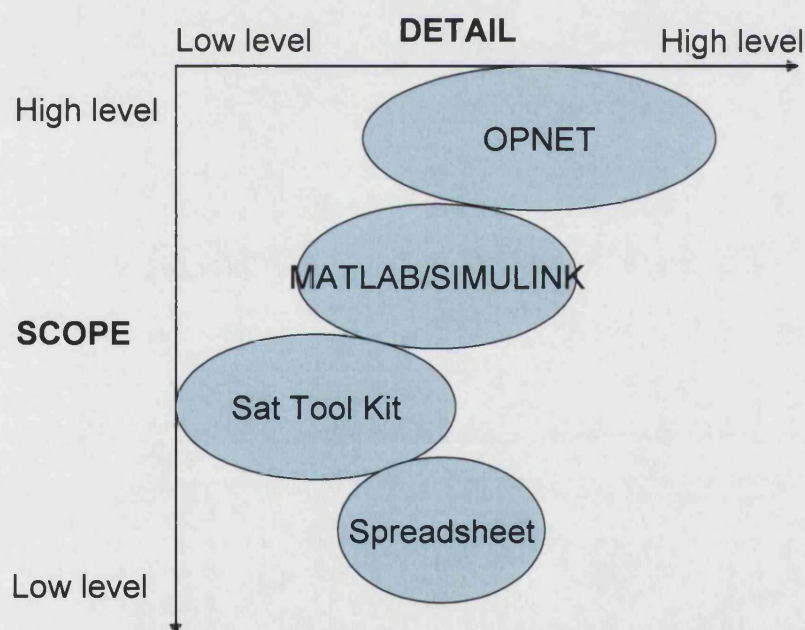 DETAIL
Low level
High level
High level
OPNET
MATLAB/SIMULINK
SCOPE
Sat Tool Kit
Spreadsheet
Low level